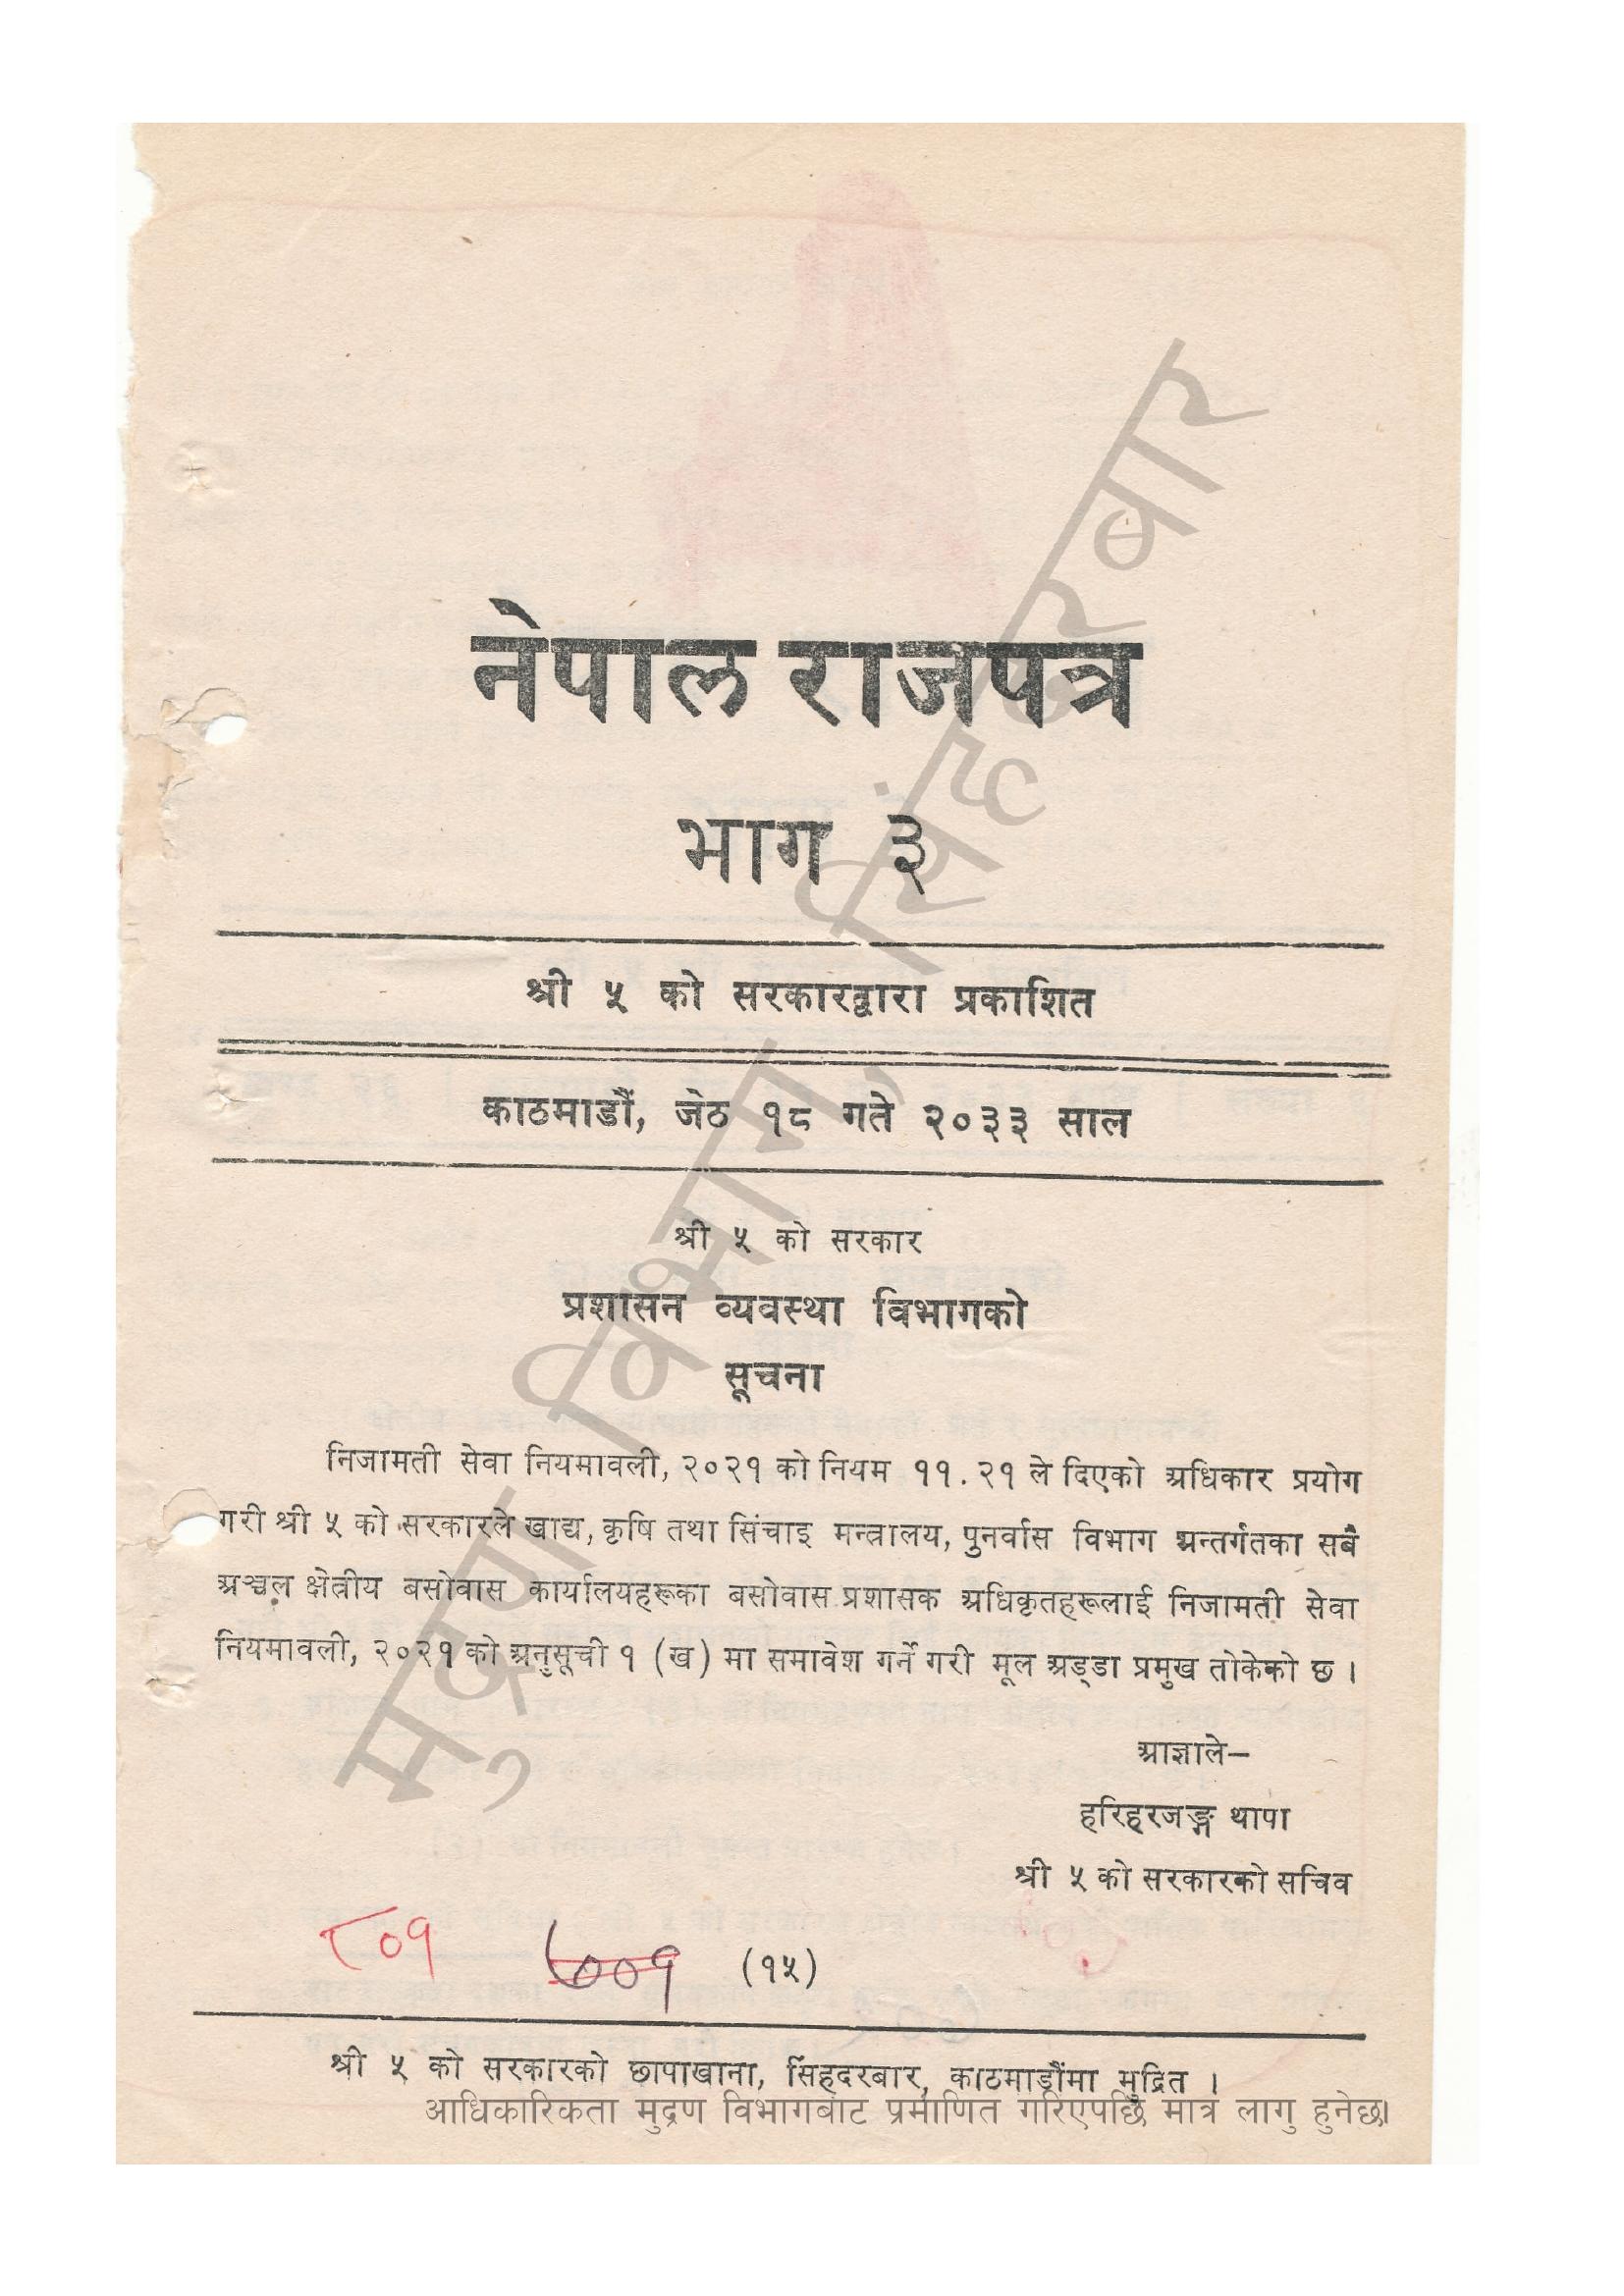 नेपाल राजपत्र
भाग ३
श्री ५ को सरकारद्वारा प्रकाशित
काठमाडौं, जेठ १८ गते २०३३ साल
श्री ५ को सरकार
प्रशासन व्यवस्था विभागको
सूचना
निजामती सेवा नियमावली, २०२१ को नियम ११.२१ ले दिएको अधिकार प्रयोग
गरी श्री ५ को सरकारले खाद्य, कृषि तथा सिंचाइ मन्त्रालय, पुनर्वास विभाग अन्तर्गतका सबै
अञ्चल क्षेत्रीय बसोवास कार्यालयहरूका बसोवास प्रशासक अधिकृतहरूलाई निजामती सेवा
नियमावली, २०२१ को अनुसूची १ (ख) मा समावेश गर्ने गरी मूल अड्डा प्रमुख तोकेको छ ।
आज्ञाले–
हरिहरजङ्ग थापा
श्री ५ को सरकारको सचिव
८०१ ७००१ (१५)
श्री ५ को सरकारको छापाखाना, सिंहदरबार, काठमाडौंमा मुद्रित ।
आधिकारिकता मुद्रण विभागबाट प्रमाणित गरिएपछि मात्र लागु हुनेछ।
मुद्रण विभाग, सिंहदरबार